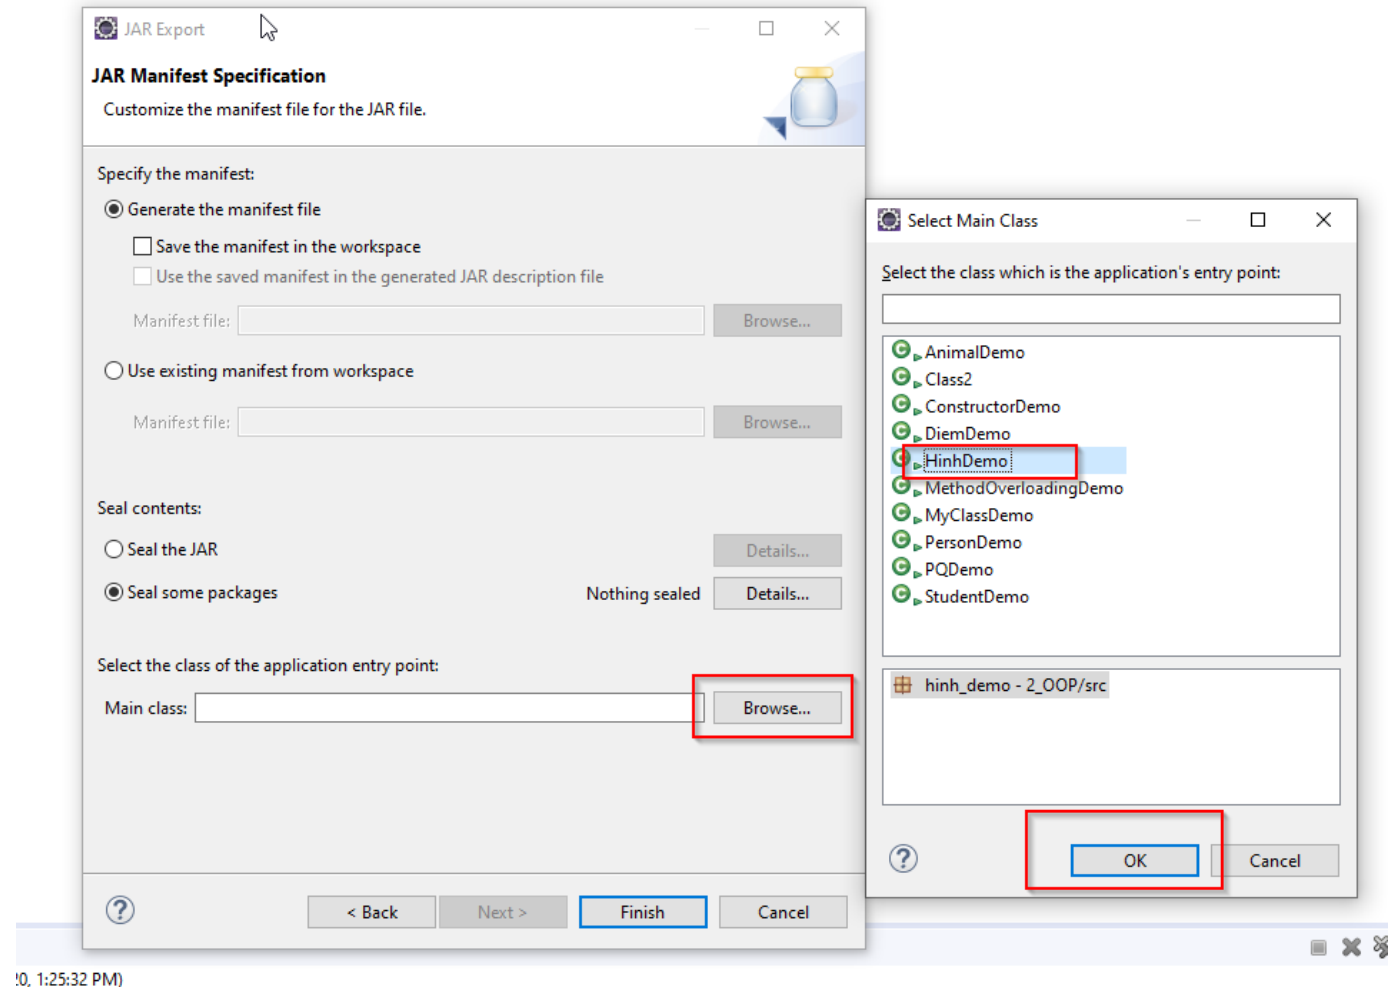 JAR Export
JAR Manifest Specification
Customize the manifest file for the JAR file.
Specify the manifest:
Generate the manifest file
Save the manifest in the workspace
Use the saved manifest in the generated JAR description file
Manifest file: Browse...
Use existing manifest from workspace
Manifest file: Browse...
Seal contents:
Seal the JAR Details...
Seal some packages Nothing sealed Details...
Select the class of the application entry point:
Main class: Browse...
< Back Next > Finish Cancel
Select Main Class
Select the class which is the application's entry point:
AnimalDemo
Class2
ConstructorDemo
DiemDemo
HinhDemo
MethodOverloadingDemo
MyClassDemo
PersonDemo
PQDemo
StudentDemo
hinh_demo - 2_OOP/src
OK Cancel
20, 1:25:32 PM)